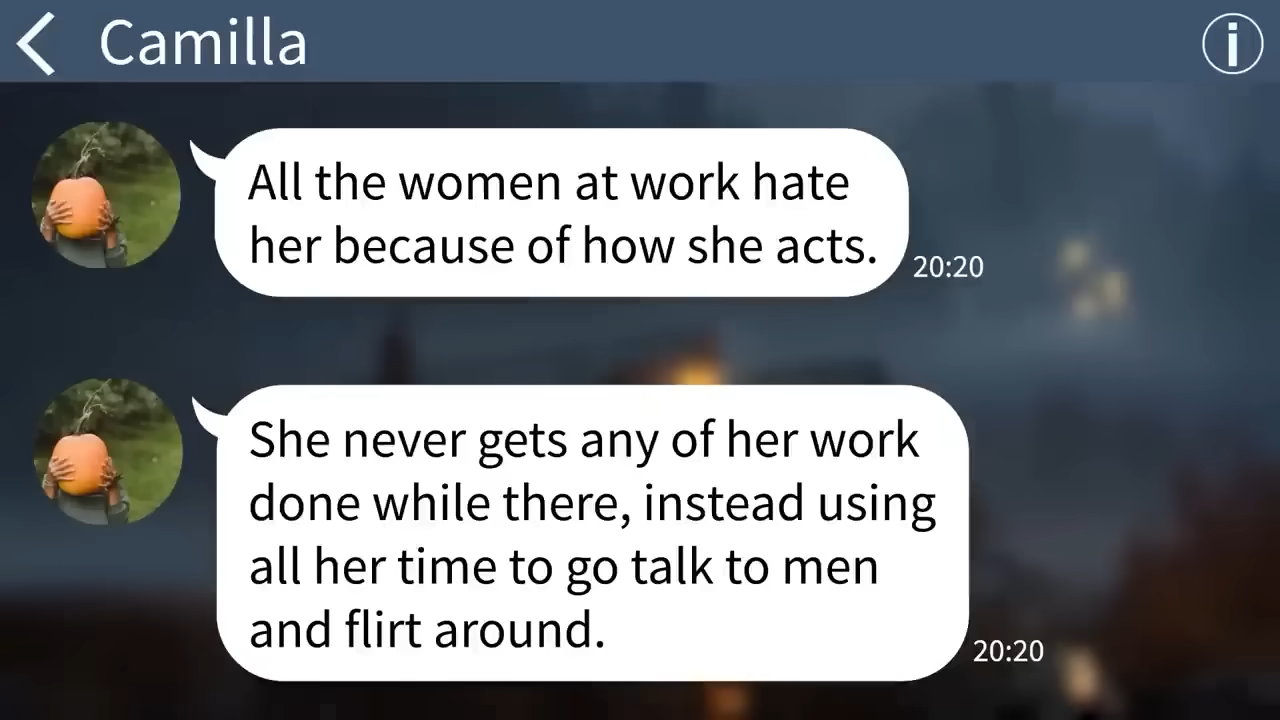 Camilla
All the women at work hate
her because of how she acts.
20:20
She never gets any of her work
done while there, instead using
all her time to go talk to men
and flirt around.
20:20